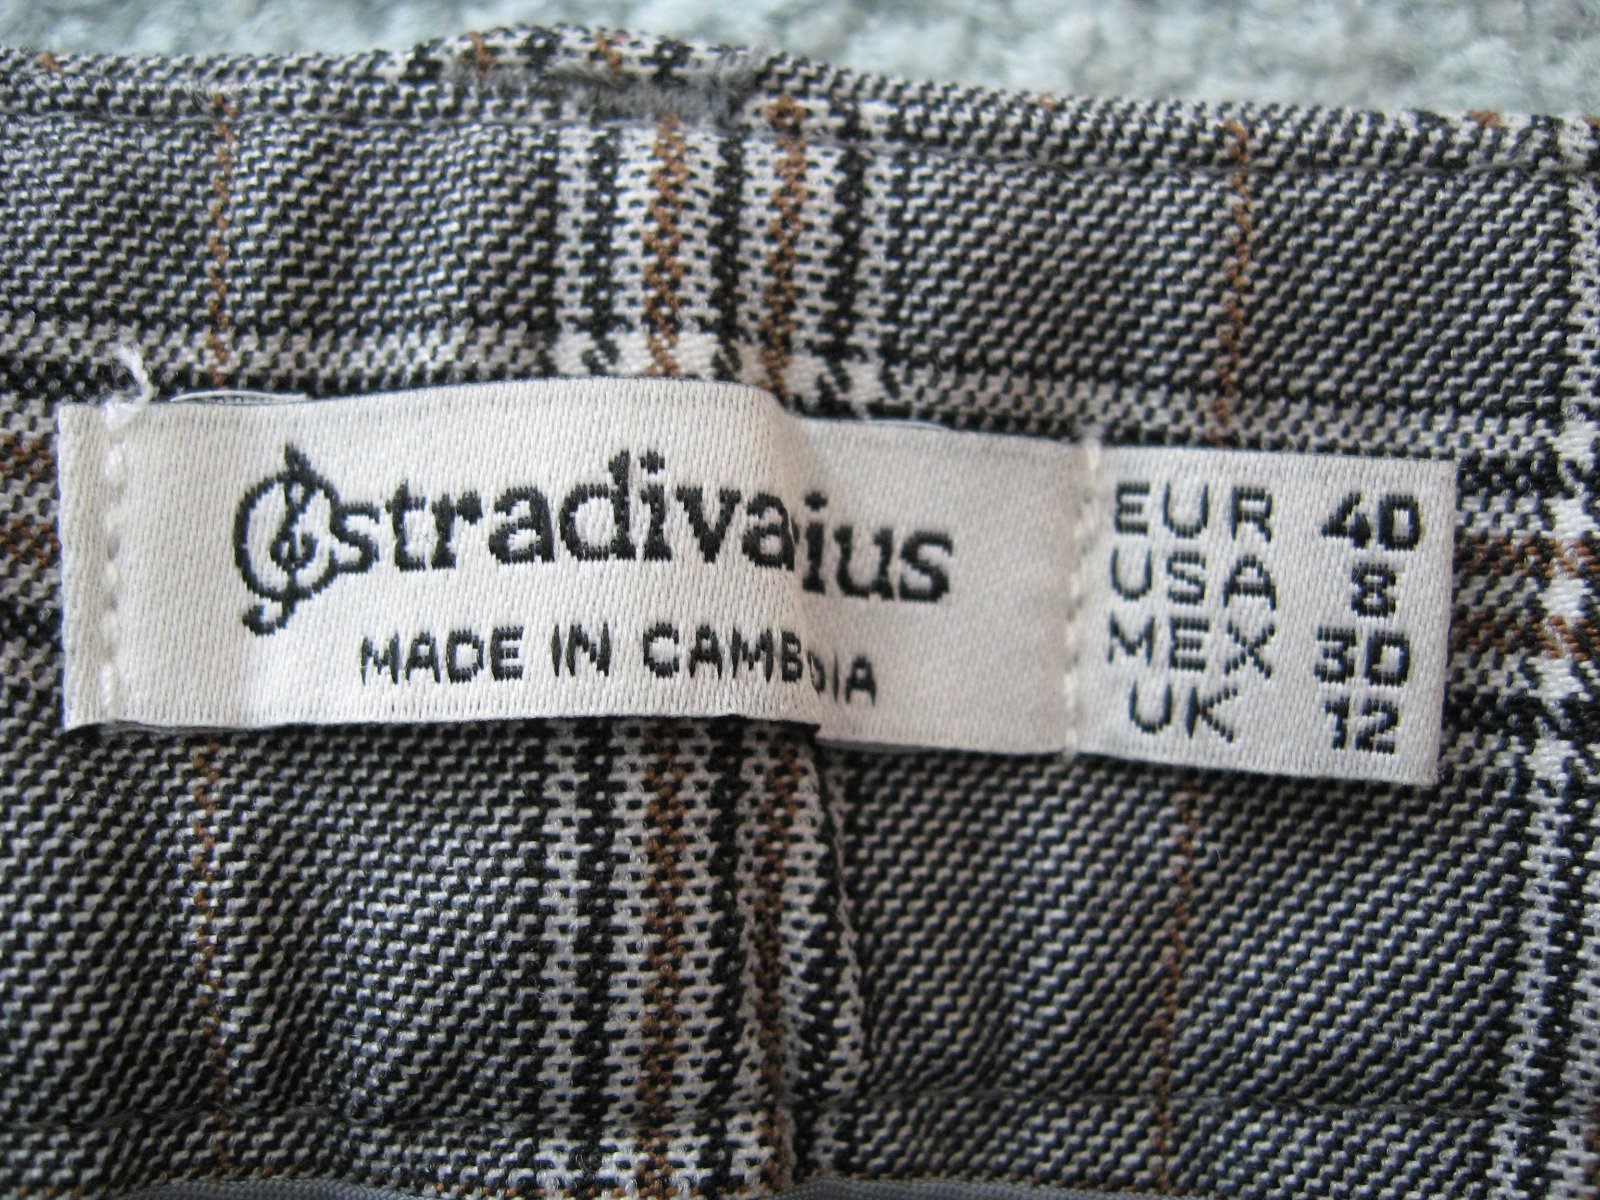 Stradivarius
MADE IN CAMBODIA
EUR 40
USA 8
MEX 30
UK 12